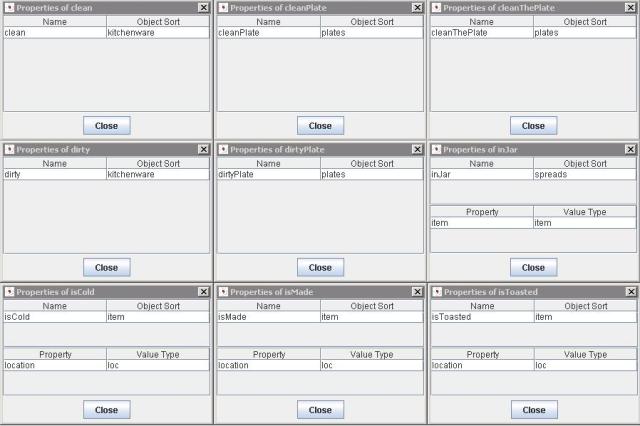 Properties of clean
Name Object Sort
clean kitchenware
Close
Properties of cleanPlate
Name Object Sort
cleanPlate plates
Close
Properties of cleanThePlate
Name Object Sort
cleanThePlate plates
Close
Properties of dirty
Name Object Sort
dirty kitchenware
Close
Properties of dirtyPlate
Name Object Sort
dirtyPlate plates
Close
Properties of inJar
Name Object Sort
inJar spreads
Property Value Type
item item
Close
Properties of isCold
Name Object Sort
isCold item
Property Value Type
location loc
Close
Properties of isMade
Name Object Sort
isMade item
Property Value Type
location loc
Close
Properties of isToasted
Name Object Sort
isToasted item
Property Value Type
location loc
Close